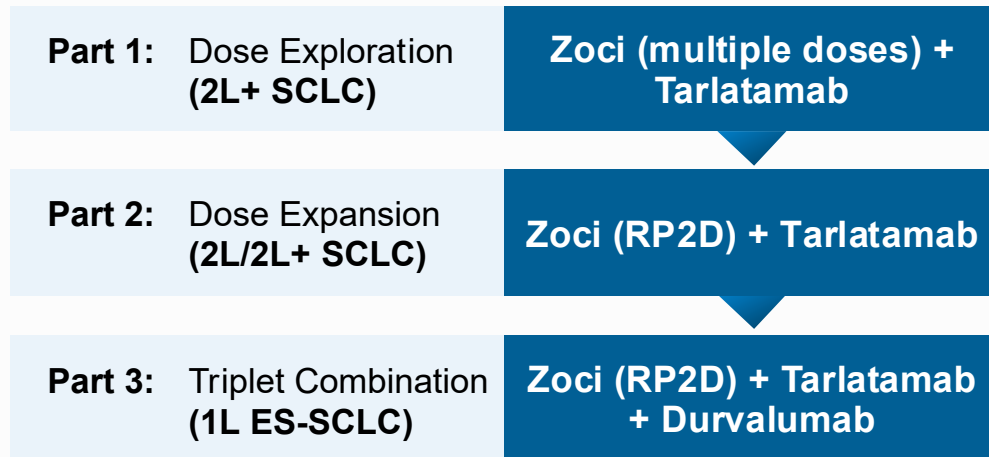 Part 1: Dose Exploration
(2L+ SCLC)
Zoci (multiple doses) +
Tarlatamab
Part 2: Dose Expansion
(2L/2L+ SCLC)
Zoci (RP2D) + Tarlatamab
Part 3: Triplet Combination
(1L ES-SCLC)
Zoci (RP2D) + Tarlatamab
+ Durvalumab